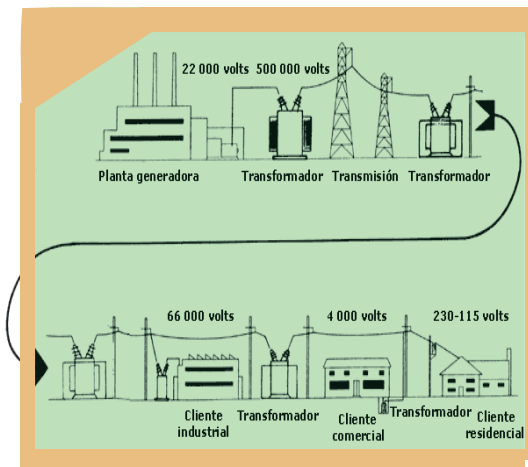 22 000 volts 500 000 volts
Planta generadora Transformador Transmisión Transformador
66 000 volts 4 000 volts 230-115 volts
Cliente industrial
Transformador
Cliente comercial
Transformador
Cliente residencial